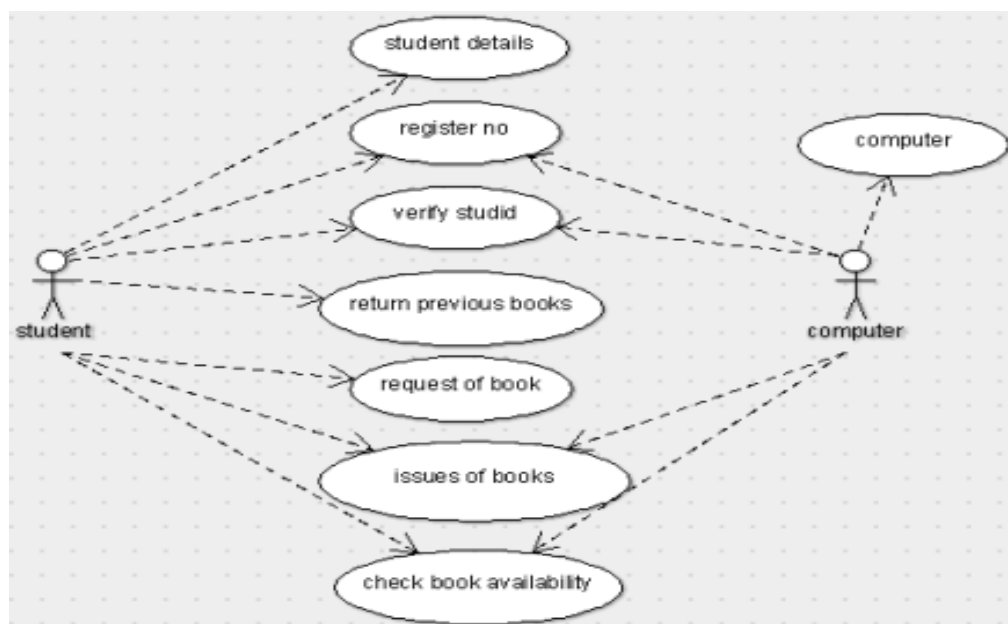 student details
register no
computer
verify studid
return previous books
student
computer
request of book
issues of books
check book availability